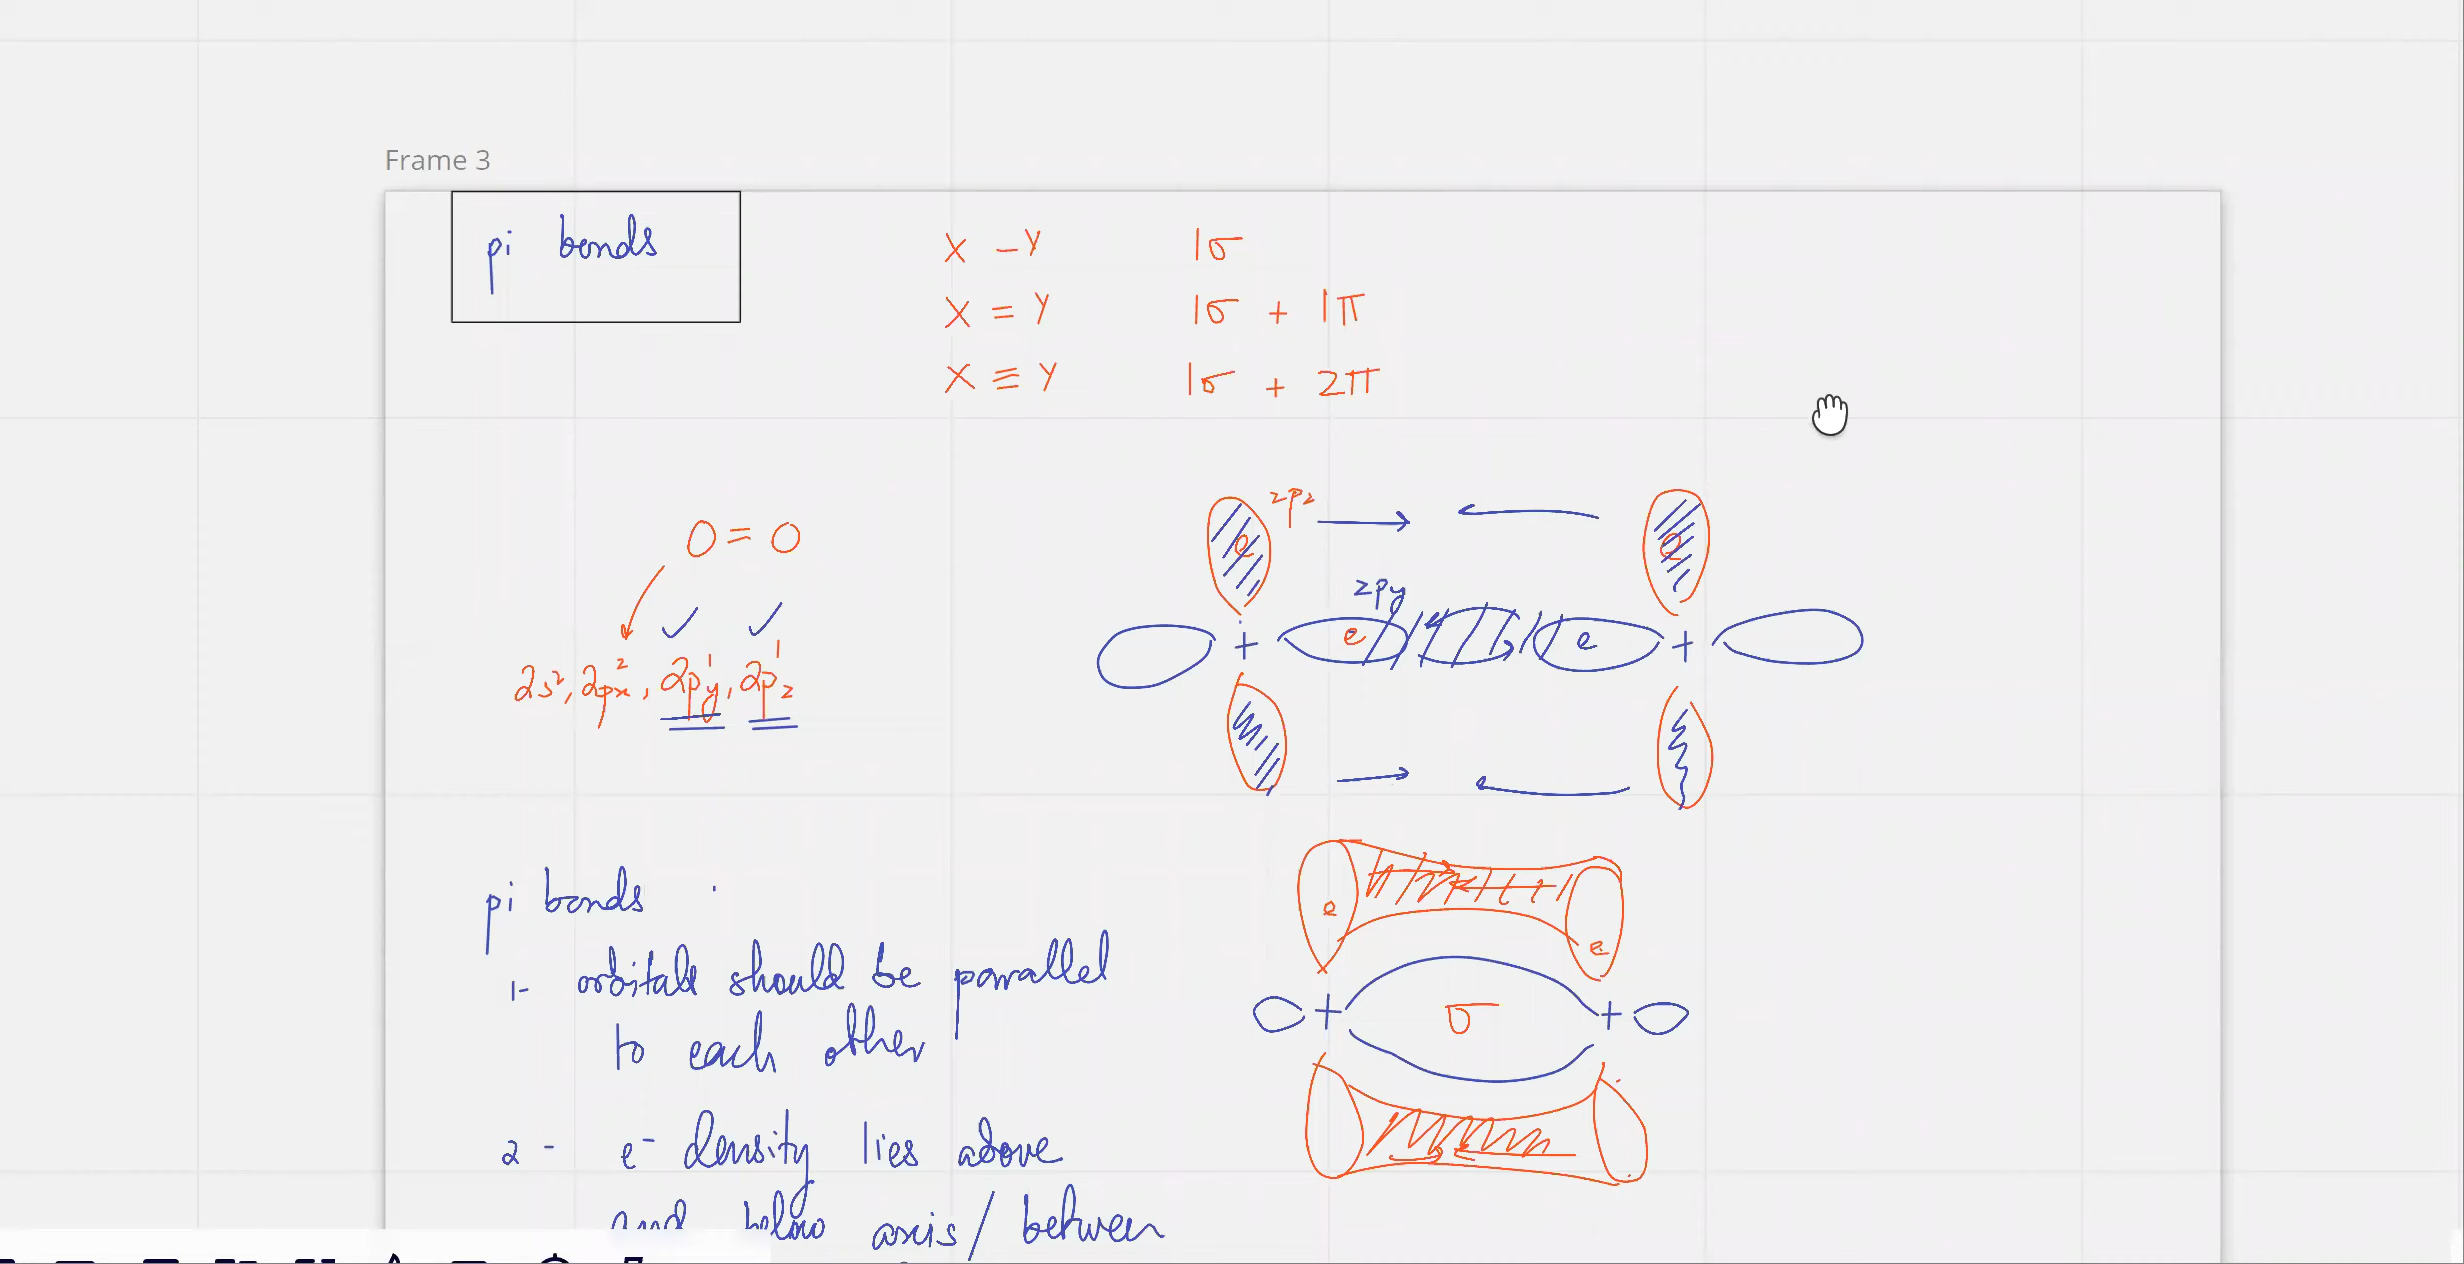 Frame 3
pi bonds
X - Y 1σ
X = Y 1σ + 1π
X ≡ Y 1σ + 2π
O = O
2s², 2px², 2py¹, 2pz¹
2pz
e e
2py
+ e e +
pi bonds
1- orbitals should be parallel
to each other
2- e⁻ density lies above
and below axis/between
e e
+ σ +